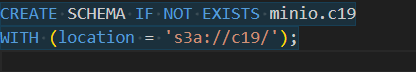 CREATE SCHEMA IF NOT EXISTS minio.c19
WITH (location = 's3a://c19/');